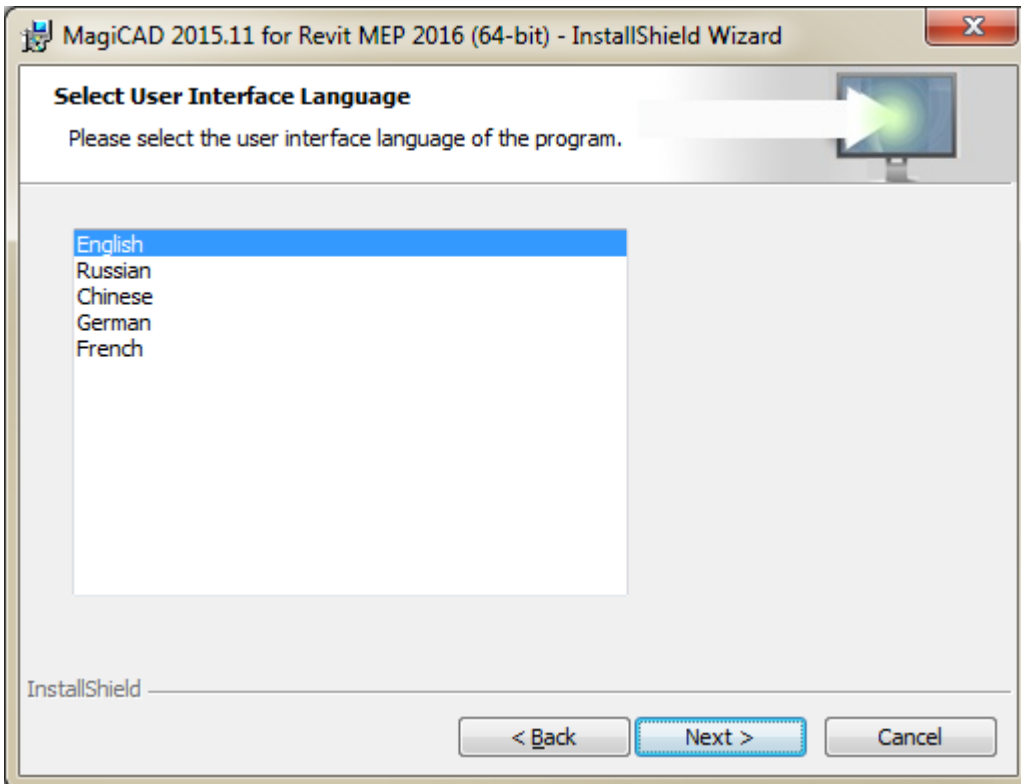 MagiCAD 2015.11 for Revit MEP 2016 (64-bit) - InstallShield Wizard
Select User Interface Language
Please select the user interface language of the program.
English
Russian
Chinese
German
French
InstallShield
< Back
Next >
Cancel